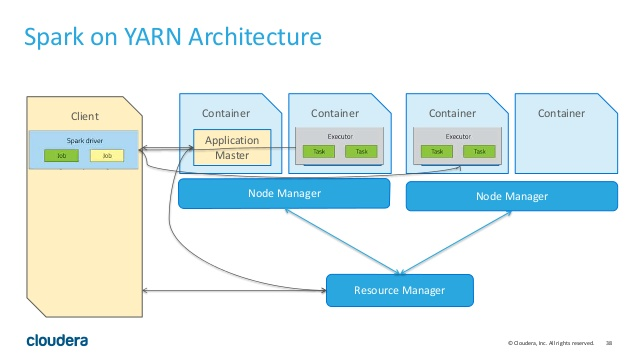 Spark on YARN Architecture
Client
Spark driver
Job Job
Container
Application
Master
Container
Executor
Task Task
Container
Executor
Task Task
Container
Node Manager
Node Manager
Resource Manager
cloudera
© Cloudera, Inc. All rights reserved. 38